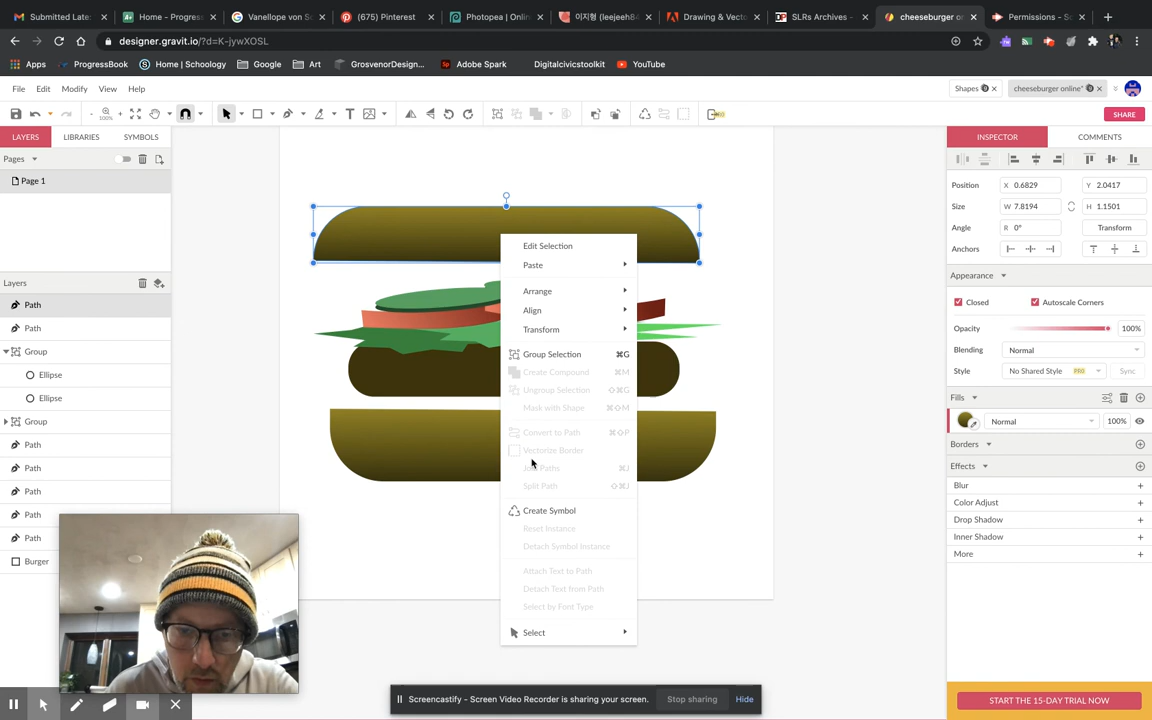 Submitted Late:
Home - Progres
Vanellope von S
(675) Pinterest
Photopea | Onli
이지형 (leejeeh84
Drawing & Vecto
SLRs Archives -
cheeseburger on
Permissions - Sc
designer.gravit.io/?d=K-jywXOSL
Apps
ProgressBook
Home | Schoology
Google
Art
GrosvenorDesign...
Adobe Spark
Digitalcivicstoolkit
YouTube
File Edit Modify View Help
Shapes
cheeseburger online*
100%
SHARE
PRO
LAYERS LIBRARIES SYMBOLS
INSPECTOR COMMENTS
Pages
Page 1
Layers
Path
Path
Group
Ellipse
Ellipse
Group
Path
Path
Path
Path
Path
Burger
Edit Selection
Paste
Arrange
Align
Transform
Group Selection ⌘G
Create Compound ⌘M
Ungroup Selection ⇧⌘G
Mask with Shape ⌘⇧M
Convert to Path ⌘⇧P
Vectorize Border
Join Paths ⌘J
Split Path ⇧⌘J
Create Symbol
Reset Instance
Detach Symbol Instance
Attach Text to Path
Detach Text from Path
Select by Font Type
Select
Position X 0.6829 Y 2.0417
Size W 7.8194 H 1.1501
Angle R 0° Transform
Anchors
Appearance
Closed Autoscale Corners
Opacity 100%
Blending Normal
Style No Shared Style PRO Sync
Fills
Normal 100%
Borders
Effects
Blur
Color Adjust
Drop Shadow
Inner Shadow
More
START THE 15-DAY TRIAL NOW
Screencastify - Screen Video Recorder is sharing your screen. Stop sharing Hide